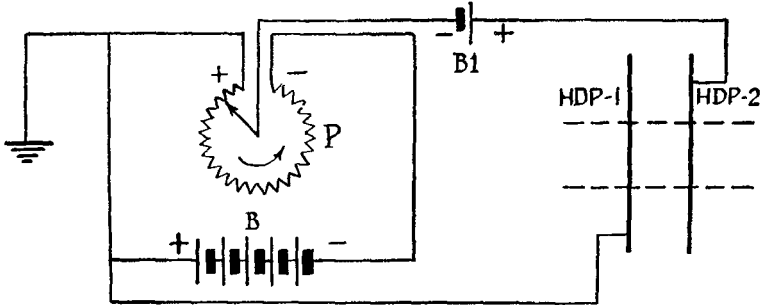 − +
B1
+ −
HDP-1 HDP-2
P
B
+ −